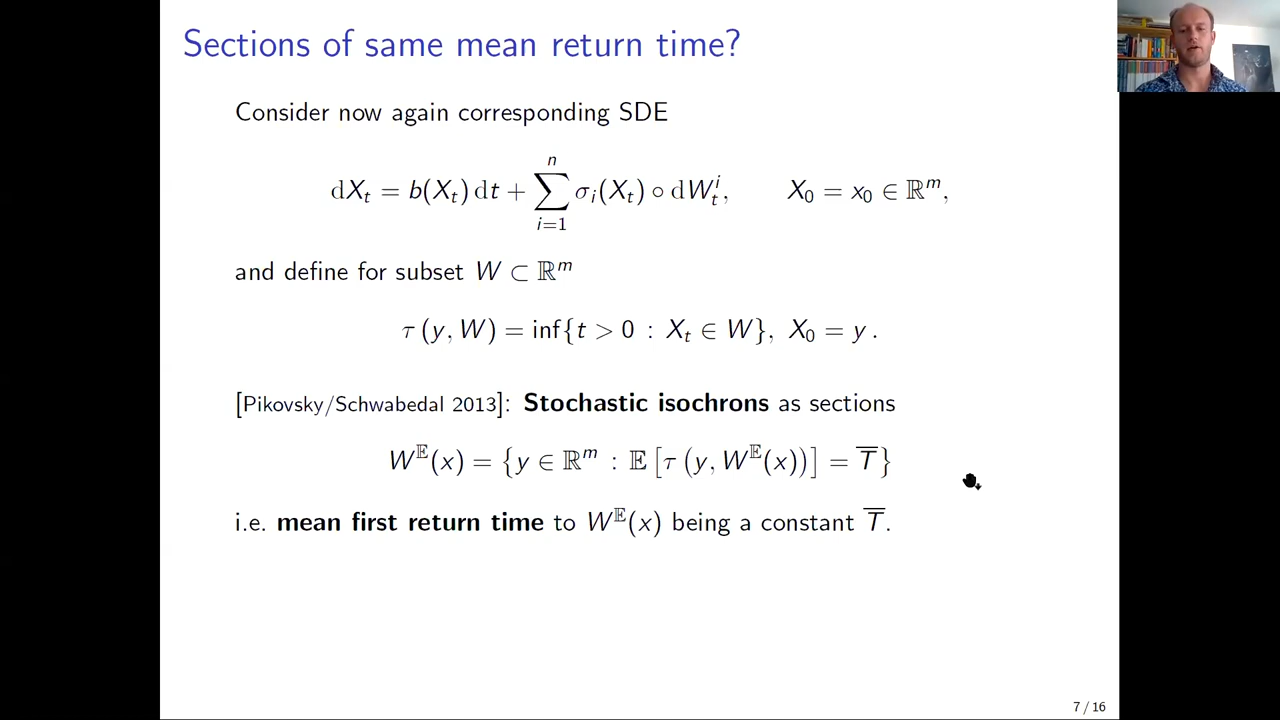 Sections of same mean return time?
Consider now again corresponding SDE
dX_t = b(X_t) dt + ∑_{i=1}^{n} σ_i(X_t) ∘ dW_t^i, X_0 = x_0 ∈ ℝ^m,
and define for subset W ⊂ ℝ^m
τ (y, W) = inf{t > 0 : X_t ∈ W}, X_0 = y .
[Pikovsky/Schwabedal 2013]: Stochastic isochrons as sections
W^𝔼(x) = {y ∈ ℝ^m : 𝔼 [τ (y, W^𝔼(x))] = T̅}
i.e. mean first return time to W^𝔼(x) being a constant T̅.
7 / 16